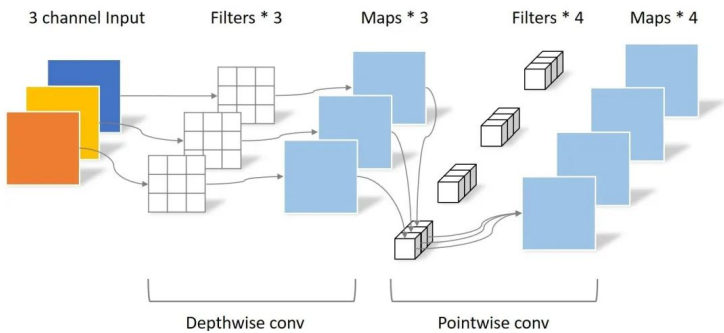 3 channel Input
Filters * 3
Maps * 3
Filters * 4
Maps * 4
Depthwise conv
Pointwise conv